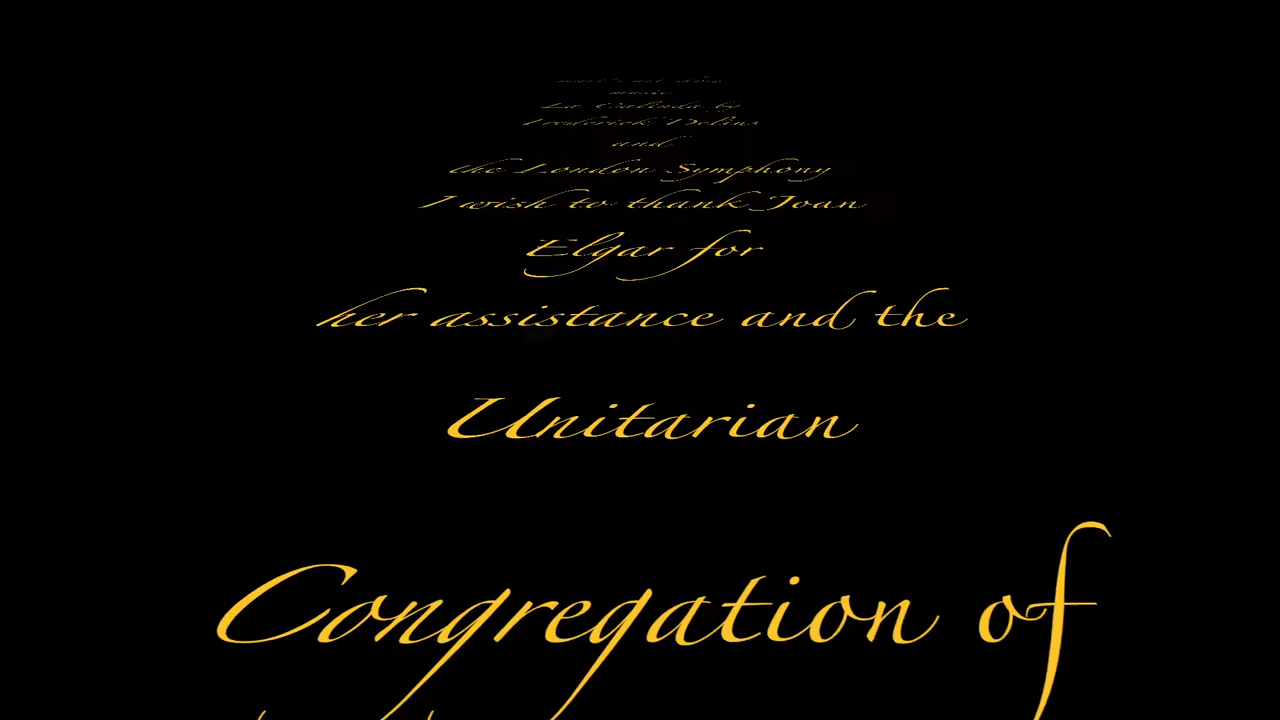 La Calinda by
Frederick Delius
and
the London Symphony
I wish to thank Joan
Elgar for
her assistance and the
Unitarian
Congregation of